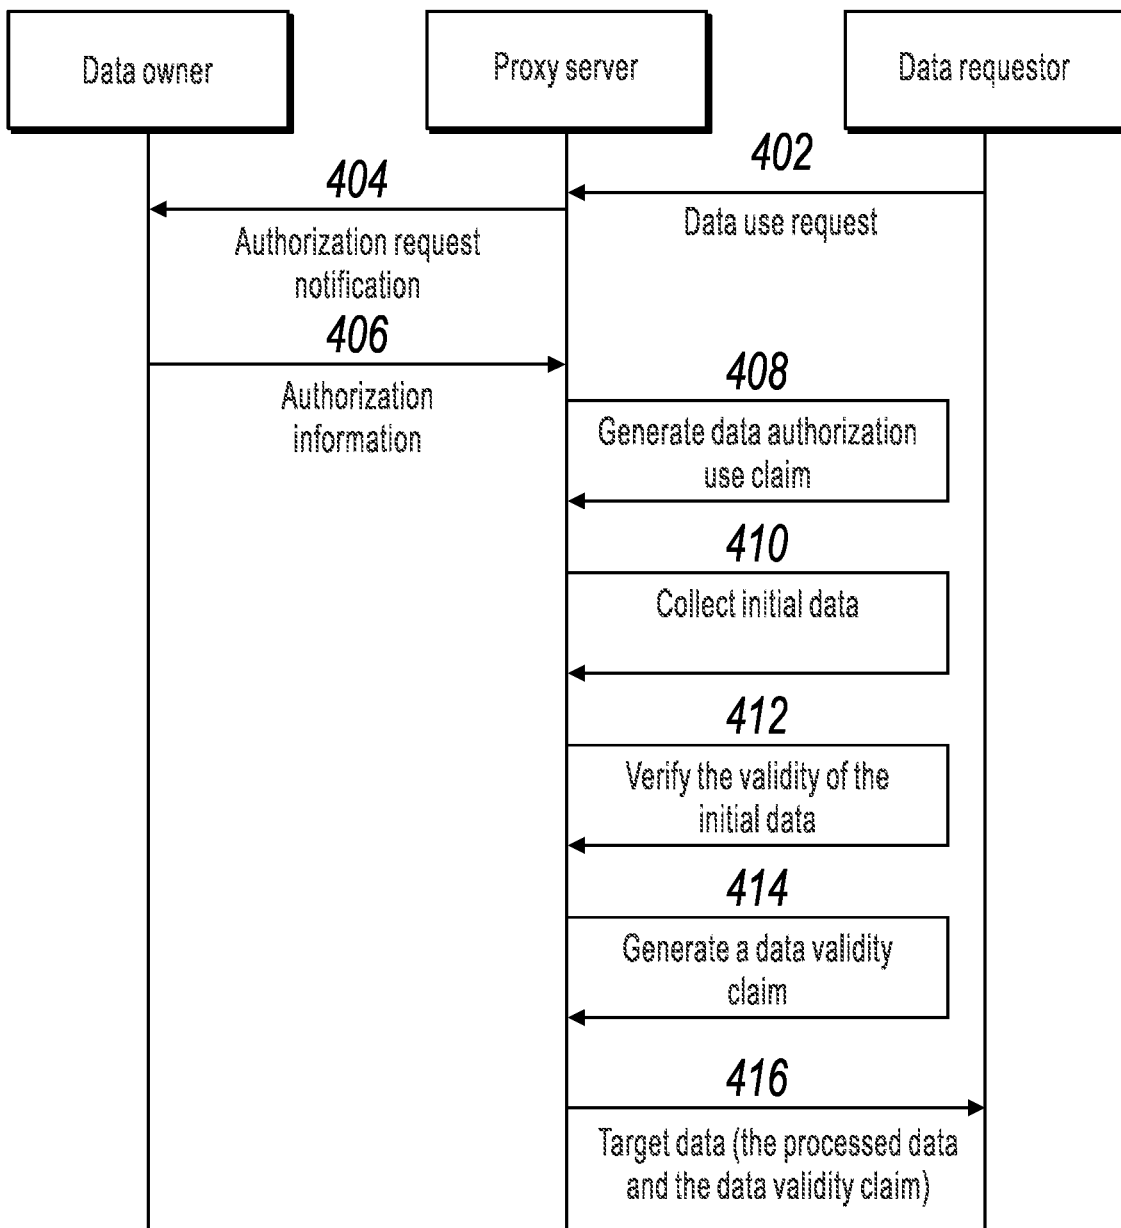 Data owner
Proxy server
Data requestor
402
Data use request
404
Authorization request
notification
406
Authorization
information
408
Generate data authorization
use claim
410
Collect initial data
412
Verify the validity of the
initial data
414
Generate a data validity
claim
416
Target data (the processed data
and the data validity claim)